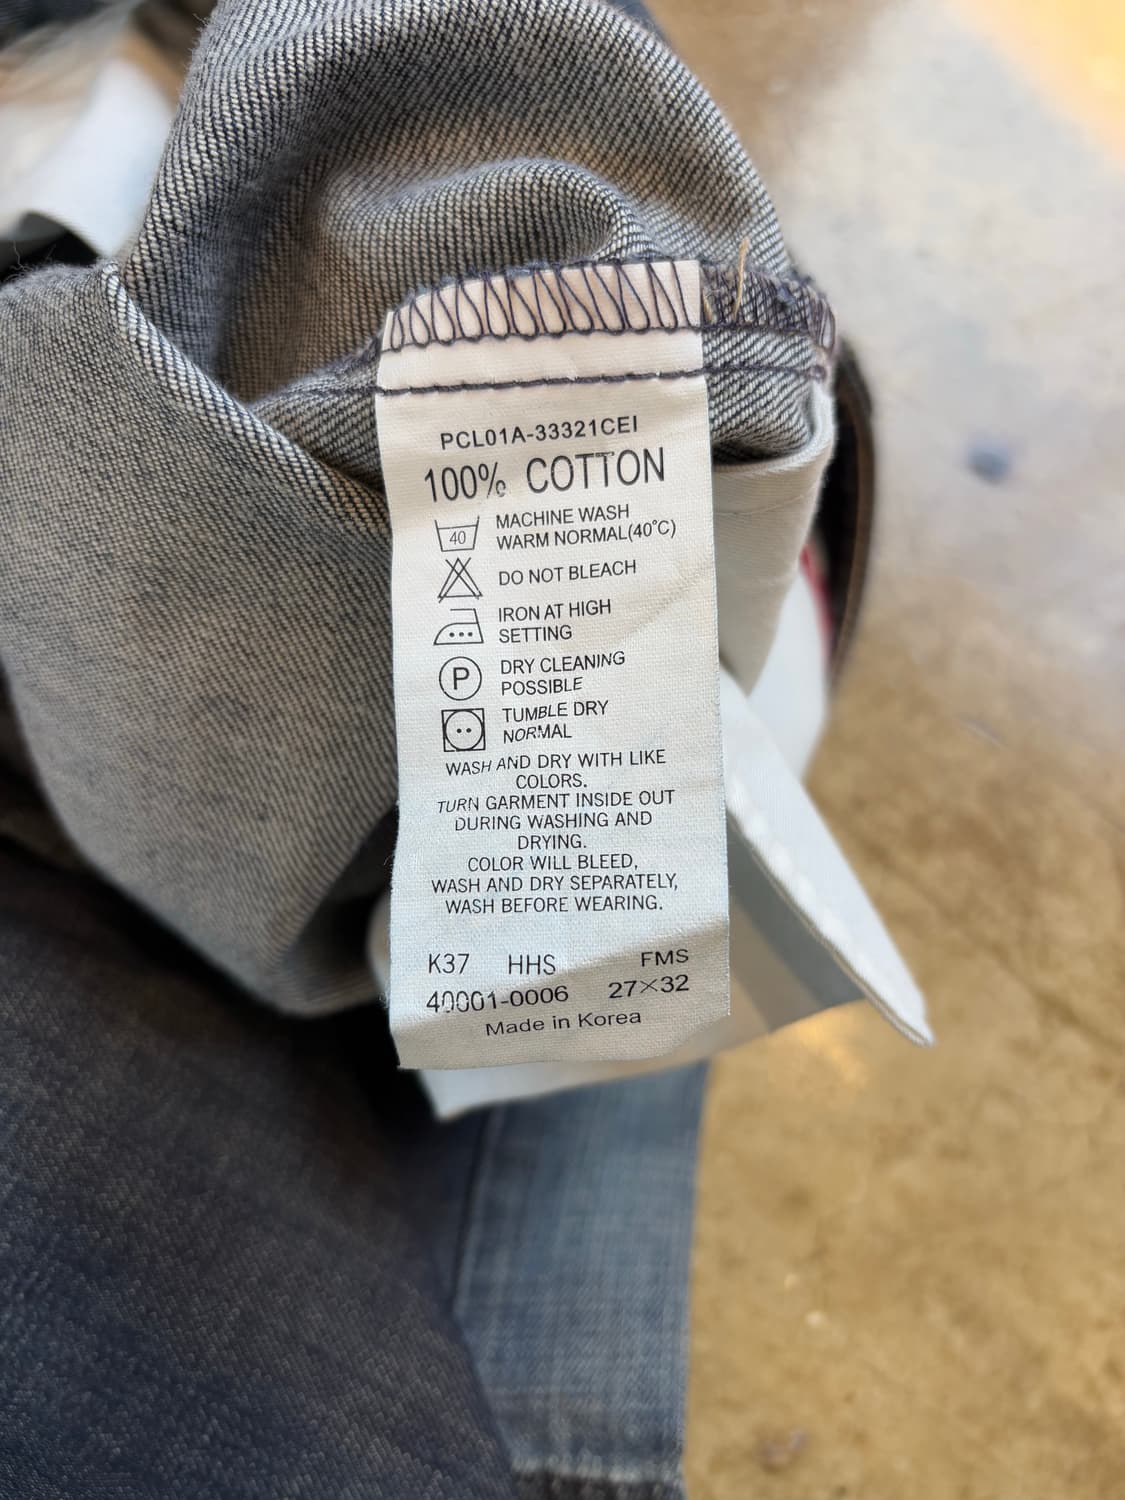 PCL01A-33321CEI
100% COTTON
40
MACHINE WASH
WARM NORMAL(40°C)
DO NOT BLEACH
IRON AT HIGH
SETTING
P
DRY CLEANING
POSSIBLE
TUMBLE DRY
NORMAL
WASH AND DRY WITH LIKE
COLORS.
TURN GARMENT INSIDE OUT
DURING WASHING AND
DRYING.
COLOR WILL BLEED,
WASH AND DRY SEPARATELY,
WASH BEFORE WEARING.
K37 HHS FMS
40001-0006 27×32
Made in Korea